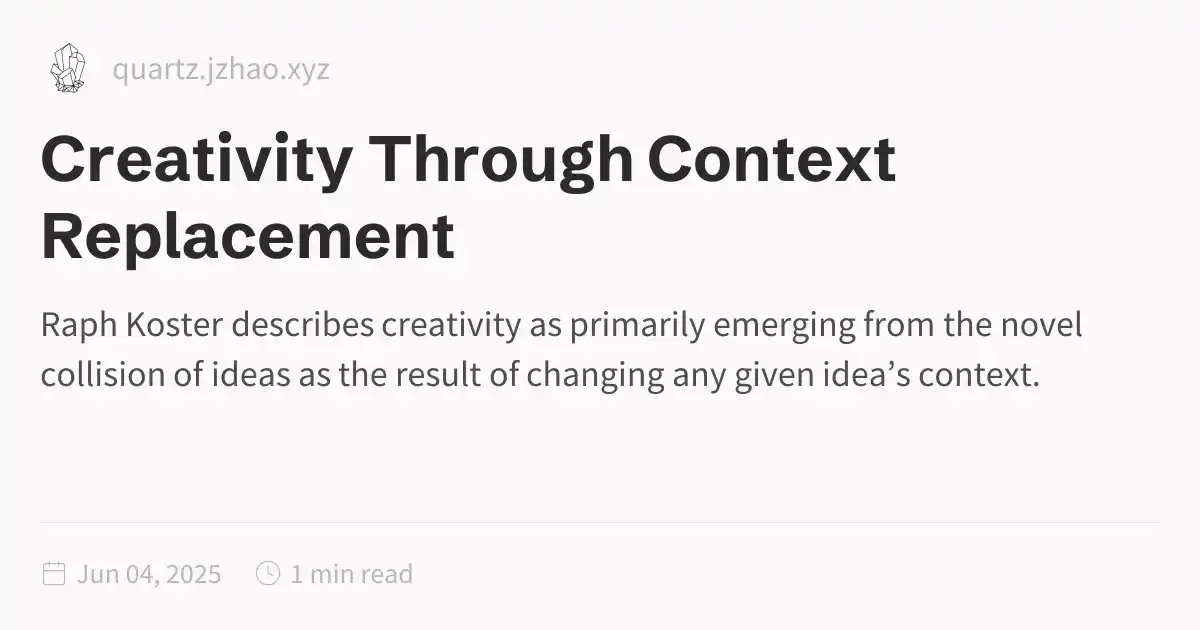 quartz.jzhao.xyz
Creativity Through Context
Replacement
Raph Koster describes creativity as primarily emerging from the novel
collision of ideas as the result of changing any given idea’s context.
Jun 04, 2025 1 min read